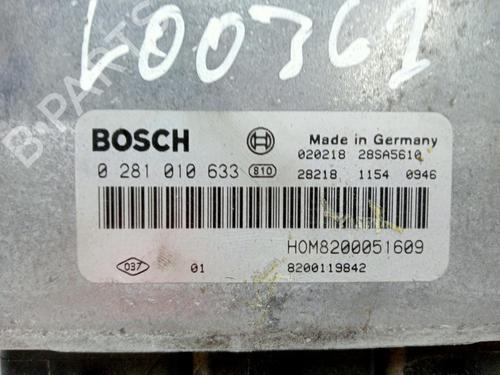 L00361
B-PARTS
BOSCH
Made in Germany
020218 28SA5610
0 281 010 633 S10
28218 1154 0946
HOM8200051609
037 01 8200119842